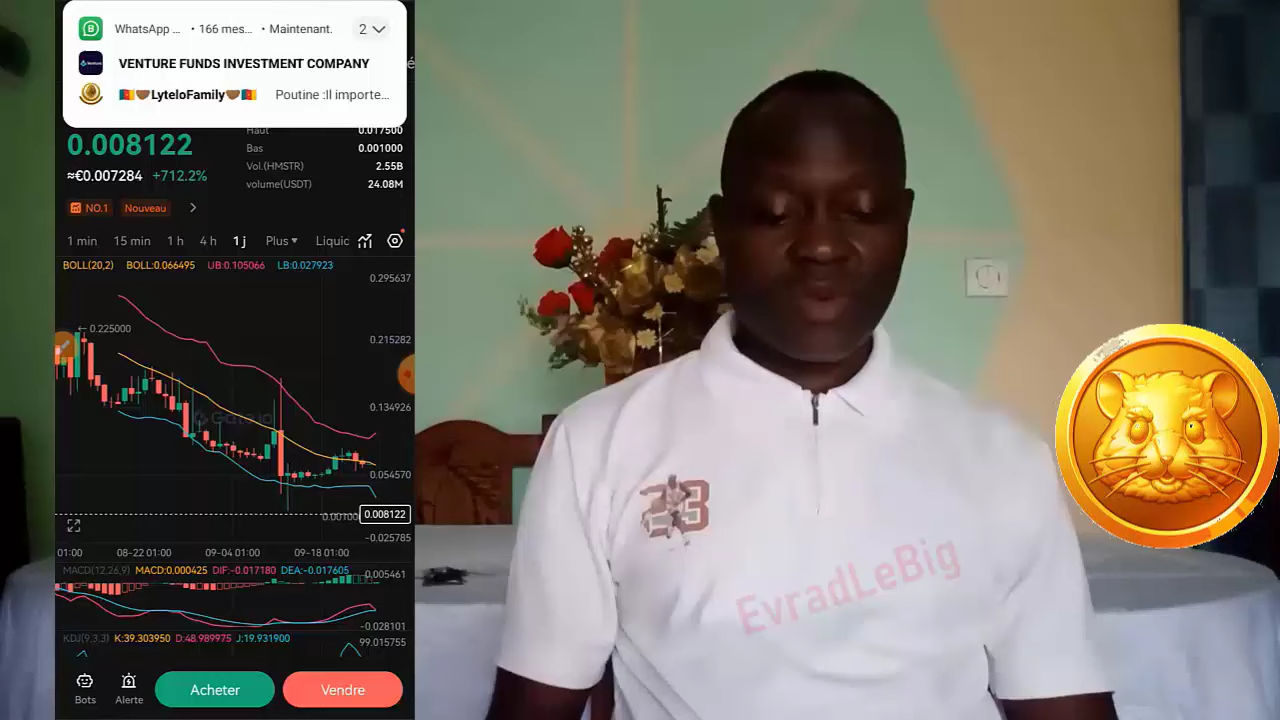 WhatsApp ... • 166 mes... • Maintenant. 2
VENTURE FUNDS INVESTMENT COMPANY
🇨🇲🤝🏾LyteloFamily🤝🏾🇨🇲 Poutine :Il importe...
Haut 0.017500
0.008122
Bas 0.001000
Vol.(HMSTR) 2.55B
≈€0.007284 +712.2%
volume(USDT) 24.08M
NO.1 Nouveau
1 min 15 min 1 h 4 h 1 j Plus Liquid
BOLL(20,2) BOLL:0.066495 UB:0.105066 LB:0.027923
0.295637
0.225000
0.215282
0.134926
Gate.io
0.054570
0.008122
-0.025785
01:00 08-22 01:00 09-04 01:00 09-18 01:00
MACD(12,26,9) MACD:0.000425 DIF:-0.017180 DEA:-0.017605 0.005461
-0.028101
KDJ(9,3,3) K:39.303950 D:48.989975 J:19.931900 99.015755
Bots Alerte Acheter Vendre
23
EvradLeBig